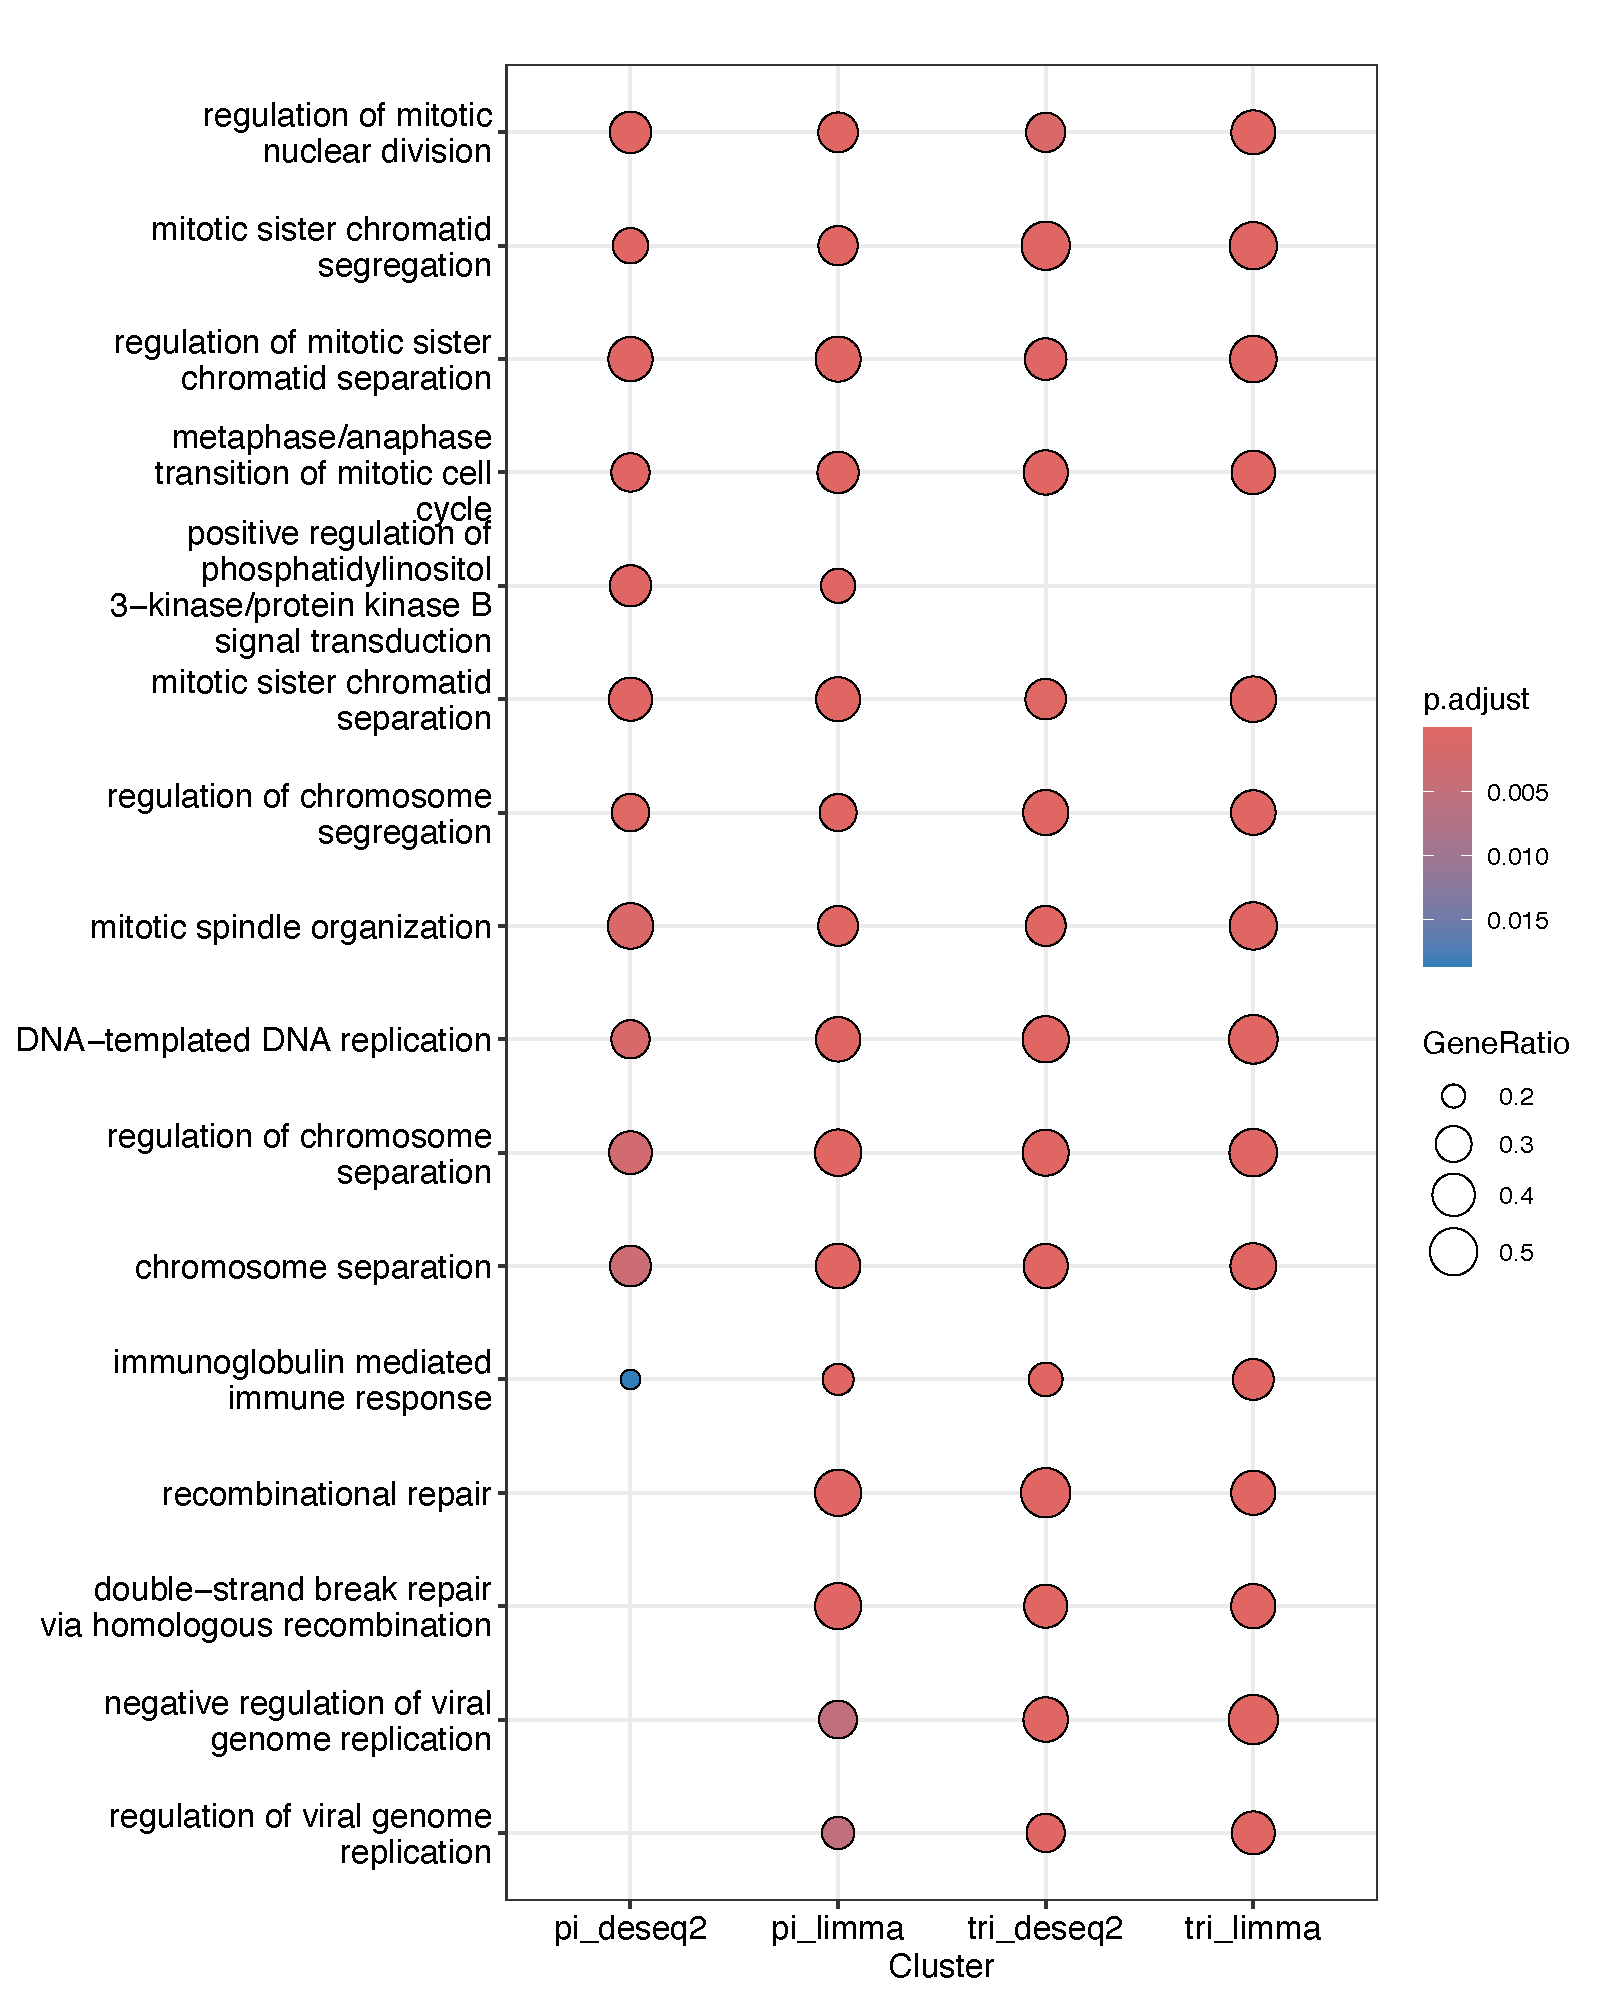 regulation of mitotic
nuclear division
mitotic sister chromatid
segregation
regulation of mitotic sister
chromatid separation
metaphase/anaphase
transition of mitotic cell
cycle
positive regulation of
phosphatidylinositol
3−kinase/protein kinase B
signal transduction
mitotic sister chromatid
separation
regulation of chromosome
segregation
mitotic spindle organization
DNA−templated DNA replication
regulation of chromosome
separation
chromosome separation
immunoglobulin mediated
immune response
recombinational repair
double−strand break repair
via homologous recombination
negative regulation of viral
genome replication
regulation of viral genome
replication
pi_deseq2 pi_limma tri_deseq2 tri_limma
Cluster
p.adjust
0.005
0.010
0.015
GeneRatio
0.2
0.3
0.4
0.5